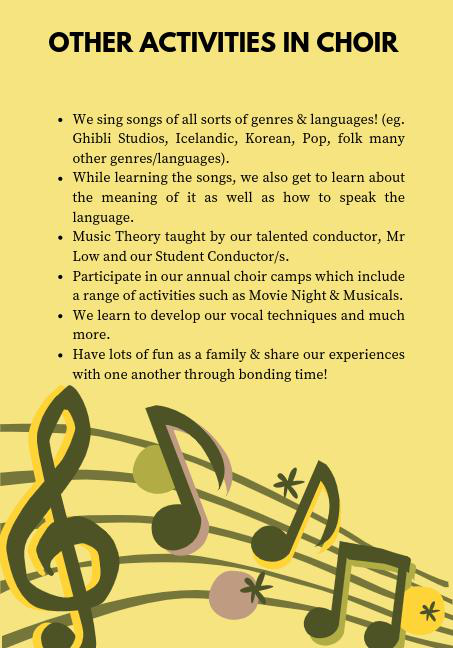 OTHER ACTIVITIES IN CHOIR
• We sing songs of all sorts of genres & languages! (eg.
Ghibli Studios, Icelandic, Korean, Pop, folk many
other genres/languages).
• While learning the songs, we also get to learn about
the meaning of it as well as how to speak the
language.
• Music Theory taught by our talented conductor, Mr
Low and our Student Conductor/s.
• Participate in our annual choir camps which include
a range of activities such as Movie Night & Musicals.
• We learn to develop our vocal techniques and much
more.
• Have lots of fun as a family & share our experiences
with one another through bonding time!